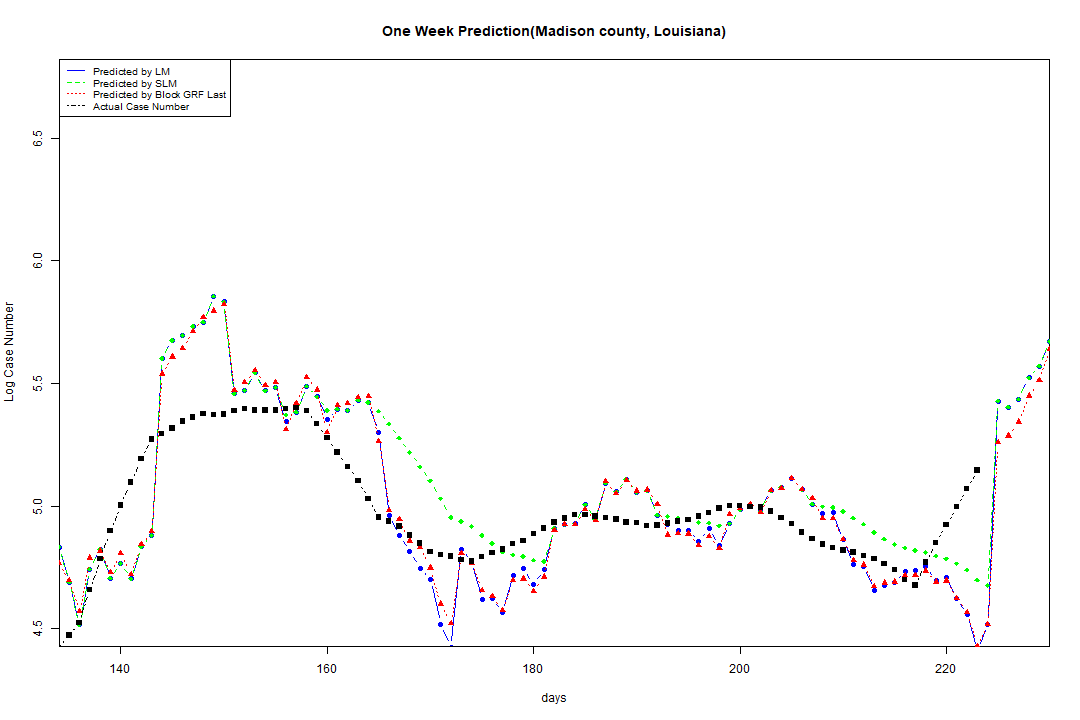 One Week Prediction(Madison county, Louisiana)
Predicted by LM
Predicted by SLM
Predicted by Block GRF Last
Actual Case Number
Log Case Number
6.5
6.0
5.5
5.0
4.5
140 160 180 200 220
days